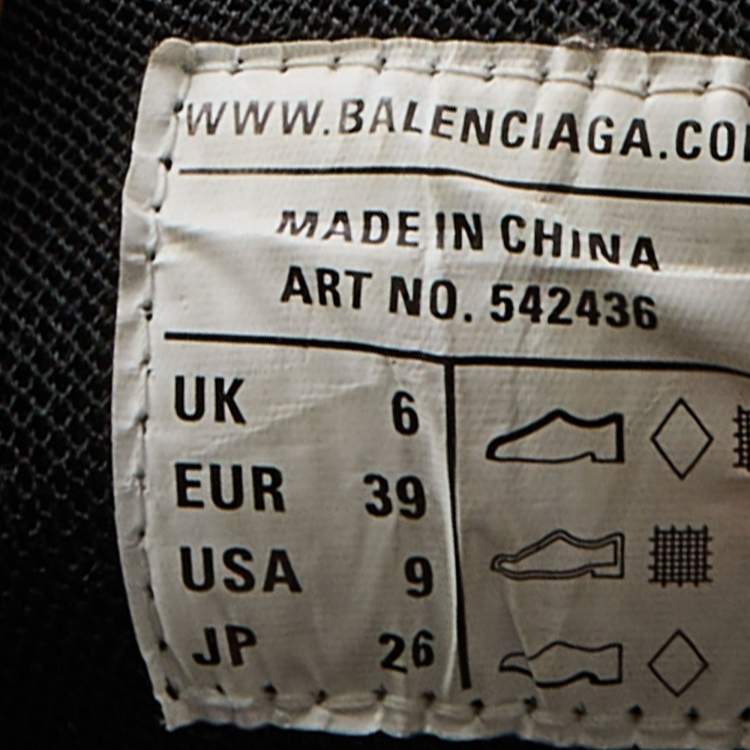 WWW.BALENCIAGA.CO
MADE IN CHINA
ART NO. 542436
UK 6
EUR 39
USA 9
JP 26